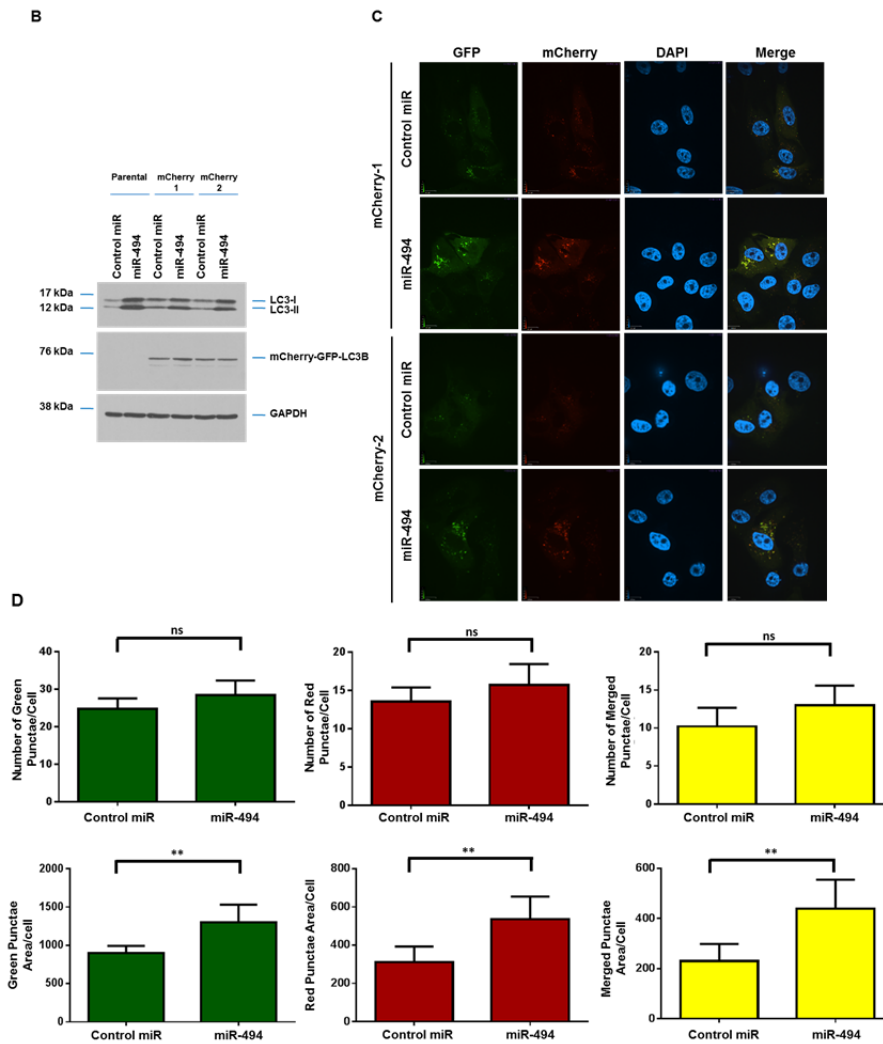 B
C
GFP
mCherry
DAPI
Merge
mCherry-1
Control miR
miR-494
mCherry-2
Control miR
miR-494
Parental
mCherry
1
mCherry
2
Control miR
miR-494
Control miR
miR-494
Control miR
miR-494
17 kDa
12 kDa
LC3-I
LC3-II
76 kDa
mCherry-GFP-LC3B
38 kDa
GAPDH
D
ns
Number of Green
Punctae/Cell
40
30
20
10
0
Control miR
miR-494
ns
Number of Red
Punctae/Cell
20
15
10
5
0
Control miR
miR-494
ns
Number of Merged
Punctae/Cell
20
15
10
5
0
Control miR
miR-494
**
Green Punctae
Area/cell
2000
1500
1000
500
0
Control miR
miR-494
**
Red Punctae Area/Cell
800
600
400
200
0
Control miR
miR-494
**
Merged Punctae
Area/Cell
600
400
200
0
Control miR
miR-494